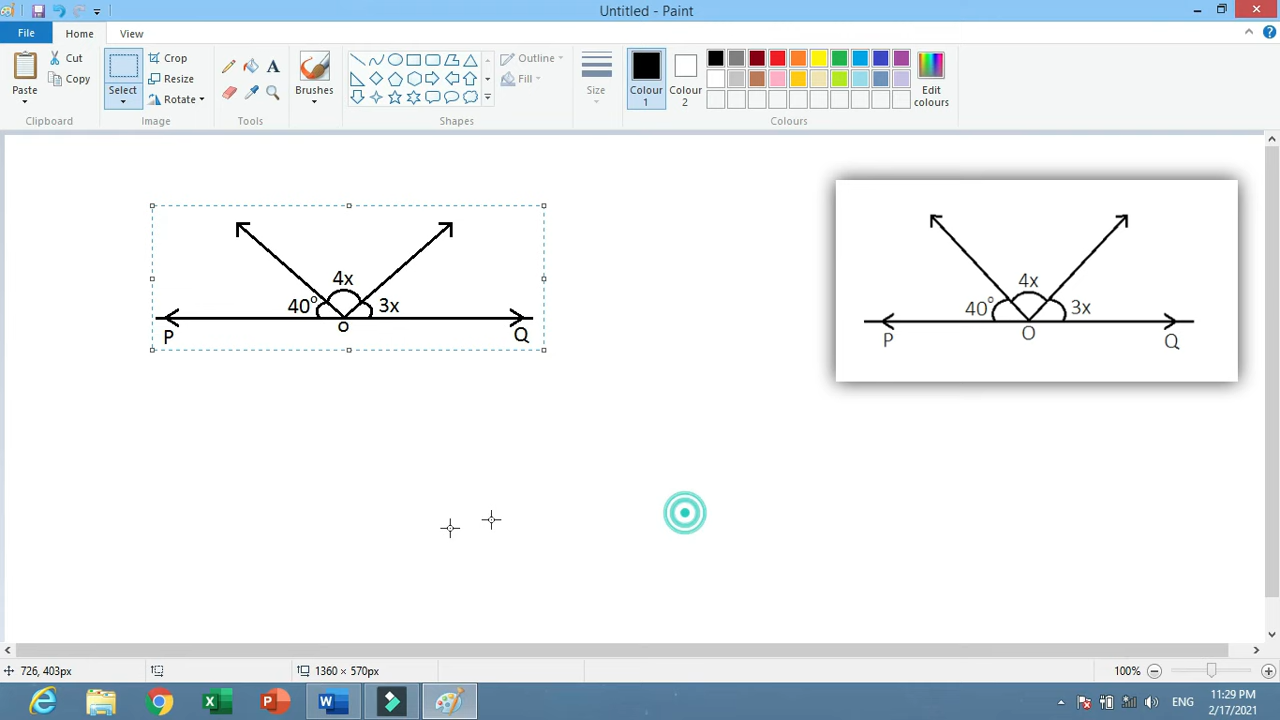 Untitled - Paint
File
Home
View
Cut
Copy
Paste
Clipboard
Crop
Resize
Rotate
Select
Image
A
Tools
Brushes
Outline
Fill
Shapes
Size
Colour 1
Colour 2
Edit colours
Colours
4x
40°
3x
O
P
Q
4x
40°
3x
O
P
Q
726, 403px
1360 × 570px
100%
ENG
11:29 PM
2/17/2021